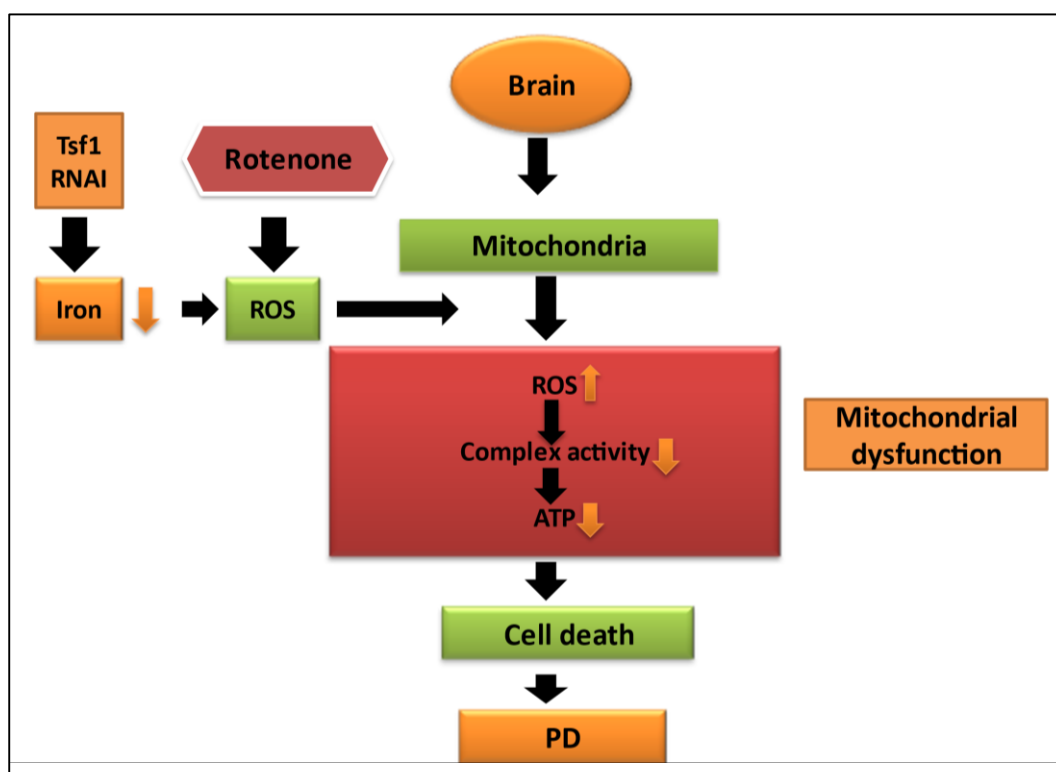 Brain
Tsf1
RNAI
Rotenone
Mitochondria
Iron
ROS
ROS
Complex activity
ATP
Mitochondrial
dysfunction
Cell death
PD